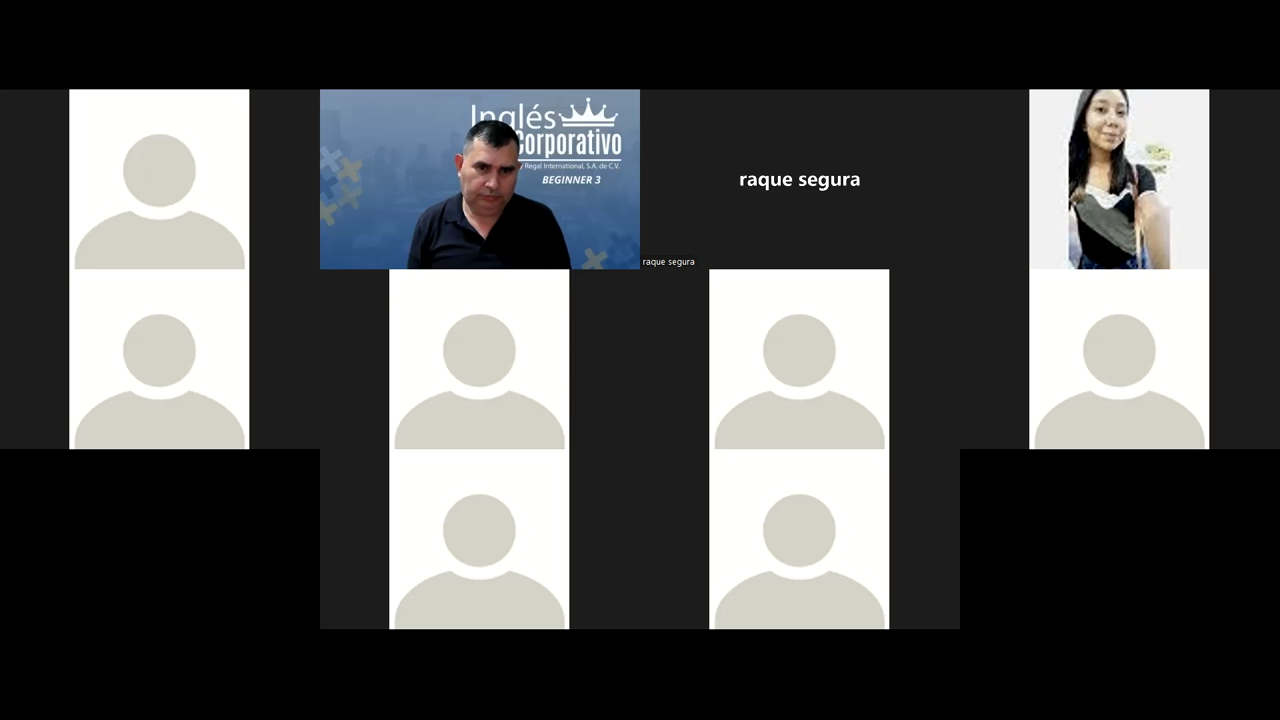 Inglés
Corporativo
y Regal International, S.A. de C.V.
BEGINNER 3
raque segura
raque segura